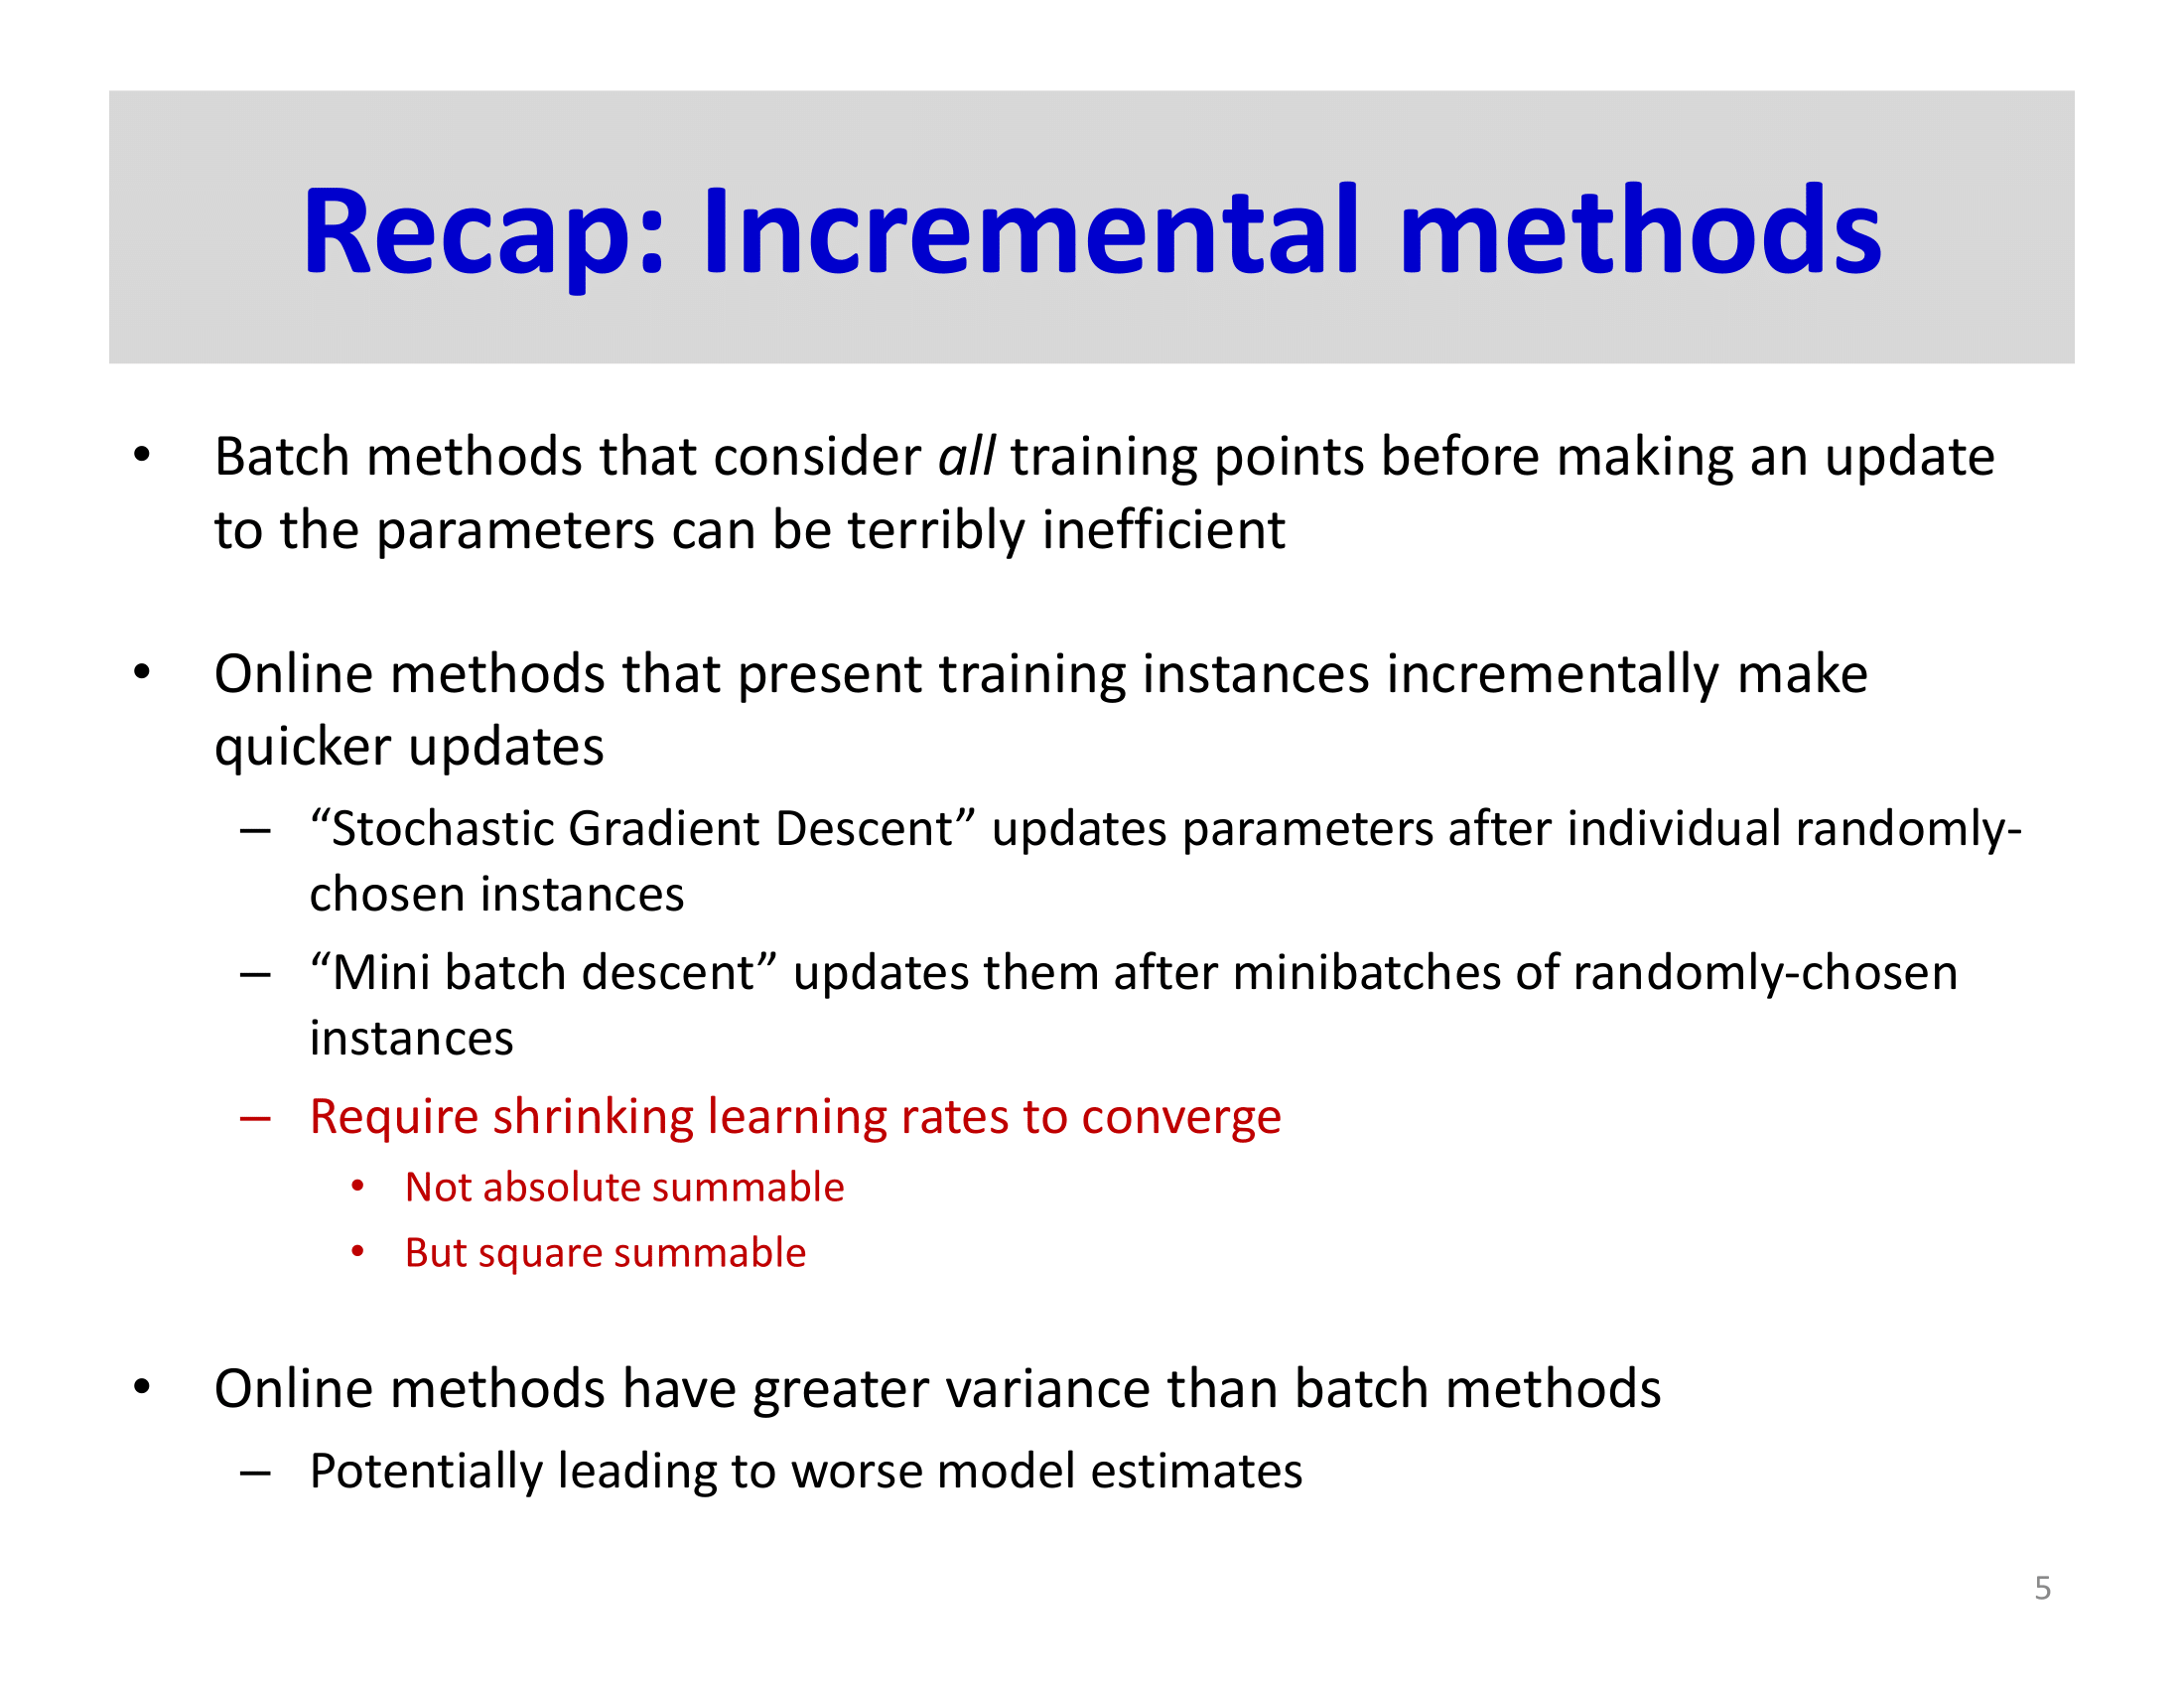 Recap: Incremental methods
• Batch methods that consider all training points before making an update
to the parameters can be terribly inefficient
• Online methods that present training instances incrementally make
quicker updates
– “Stochastic Gradient Descent” updates parameters after individual randomly-
chosen instances
– “Mini batch descent” updates them after minibatches of randomly-chosen
instances
– Require shrinking learning rates to converge
• Not absolute summable
• But square summable
• Online methods have greater variance than batch methods
– Potentially leading to worse model estimates
5